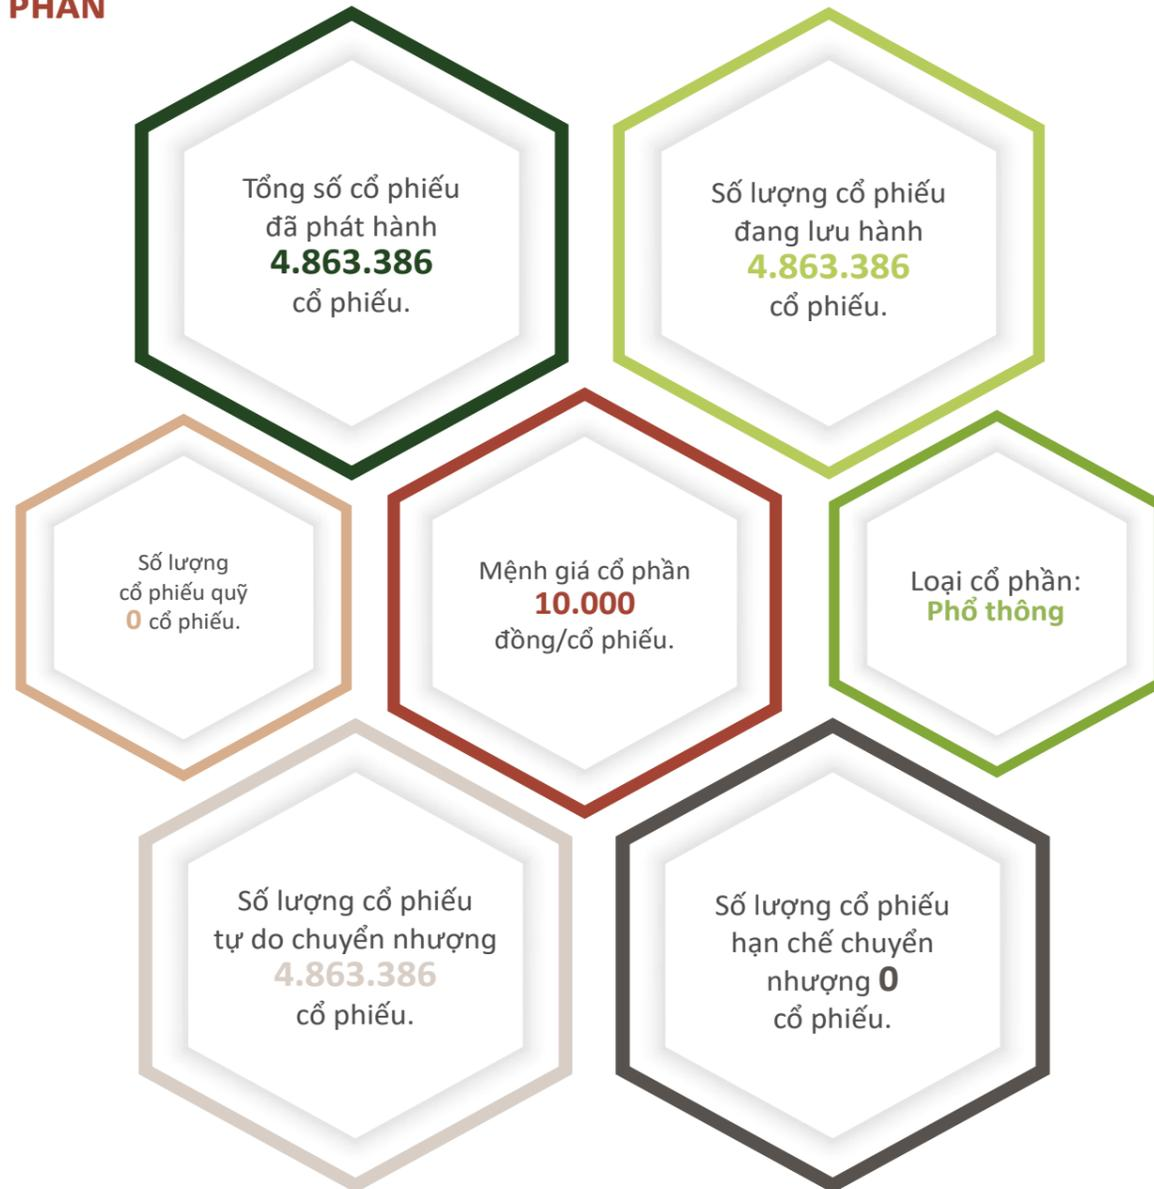 PHẦN
Tổng số cổ phiếu
đã phát hành
4.863.386
cổ phiếu.
Số lượng cổ phiếu
đang lưu hành
4.863.386
cổ phiếu.
Số lượng
cổ phiếu quỹ
0 cổ phiếu.
Mệnh giá cổ phần
10.000
đồng/cổ phiếu.
Loại cổ phần:
Phổ thông
Số lượng cổ phiếu
tự do chuyển nhượng
4.863.386
cổ phiếu.
Số lượng cổ phiếu
hạn chế chuyển
nhượng 0
cổ phiếu.